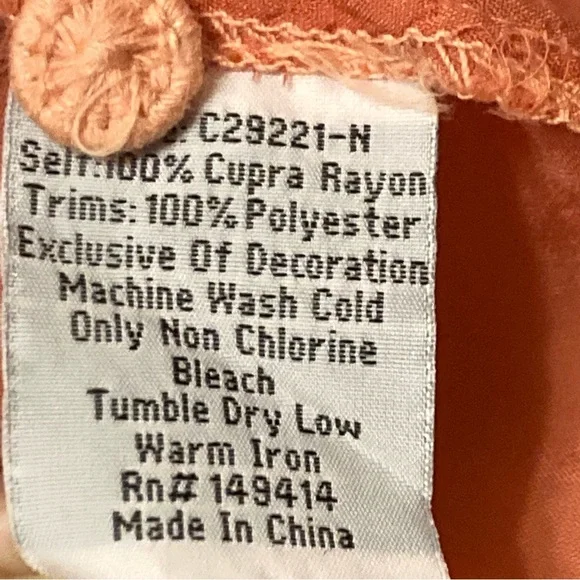 C29221-N
Self:100% Cupra Rayon
Trims: 100% Polyester
Exclusive Of Decoration
Machine Wash Cold
Only Non Chlorine
Bleach
Tumble Dry Low
Warm Iron
Rn# 149414
Made In China